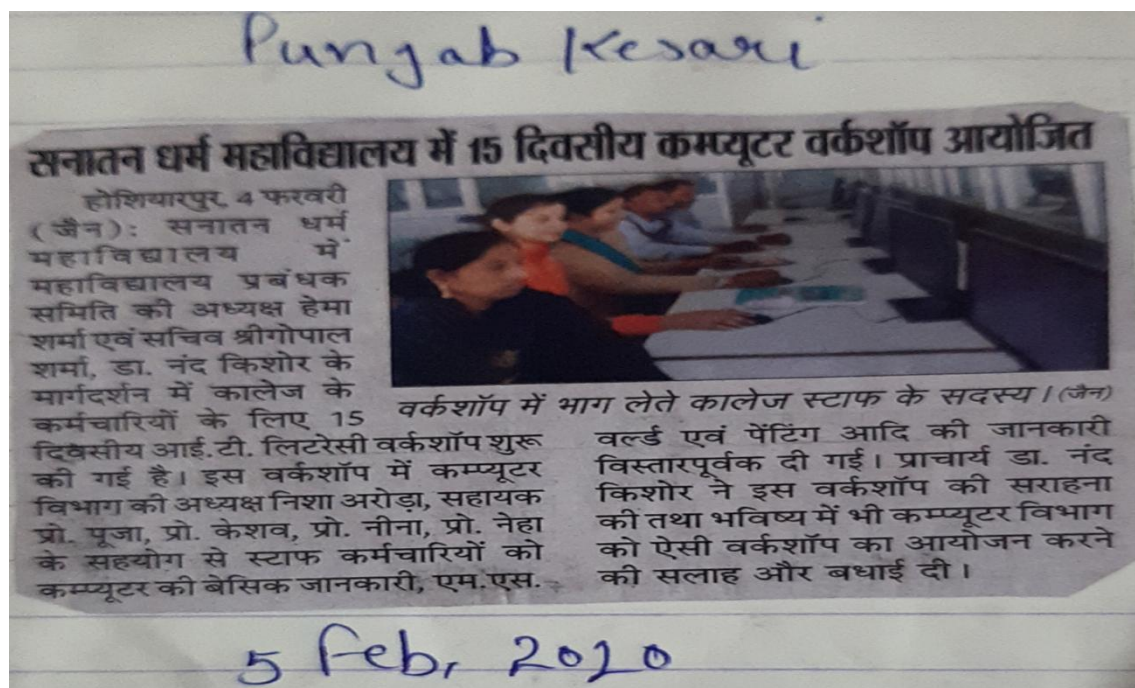 Punjab Kesari
सनातन धर्म महाविद्यालय में 15 दिवसीय कम्प्यूटर वर्कशॉप आयोजित
होशियारपुर, 4 फरवरी
(जैन): सनातन धर्म
महाविद्यालय में
महाविद्यालय प्रबंधक
समिति की अध्यक्ष हेमा
शर्मा एवं सचिव श्रीगोपाल
शर्मा, डा. नंद किशोर के
मार्गदर्शन में कालेज के
कर्मचारियों के लिए 15
दिवसीय आई.टी. लिटरेसी वर्कशॉप शुरू
की गई है। इस वर्कशॉप में कम्प्यूटर
विभाग की अध्यक्ष निशा अरोड़ा, सहायक
प्रो. पूजा, प्रो. केशव, प्रो. नीना, प्रो. नेहा
के सहयोग से स्टाफ कर्मचारियों को
कम्प्यूटर की बेसिक जानकारी, एम.एस.
वर्कशॉप में भाग लेते कालेज स्टाफ के सदस्य। (जैन)
वर्ल्ड एवं पेंटिंग आदि की जानकारी
विस्तारपूर्वक दी गई। प्राचार्य डा. नंद
किशोर ने इस वर्कशॉप की सराहना
की तथा भविष्य में भी कम्प्यूटर विभाग
को ऐसी वर्कशॉप का आयोजन करने
की सलाह और बधाई दी।
5 Feb, 2020